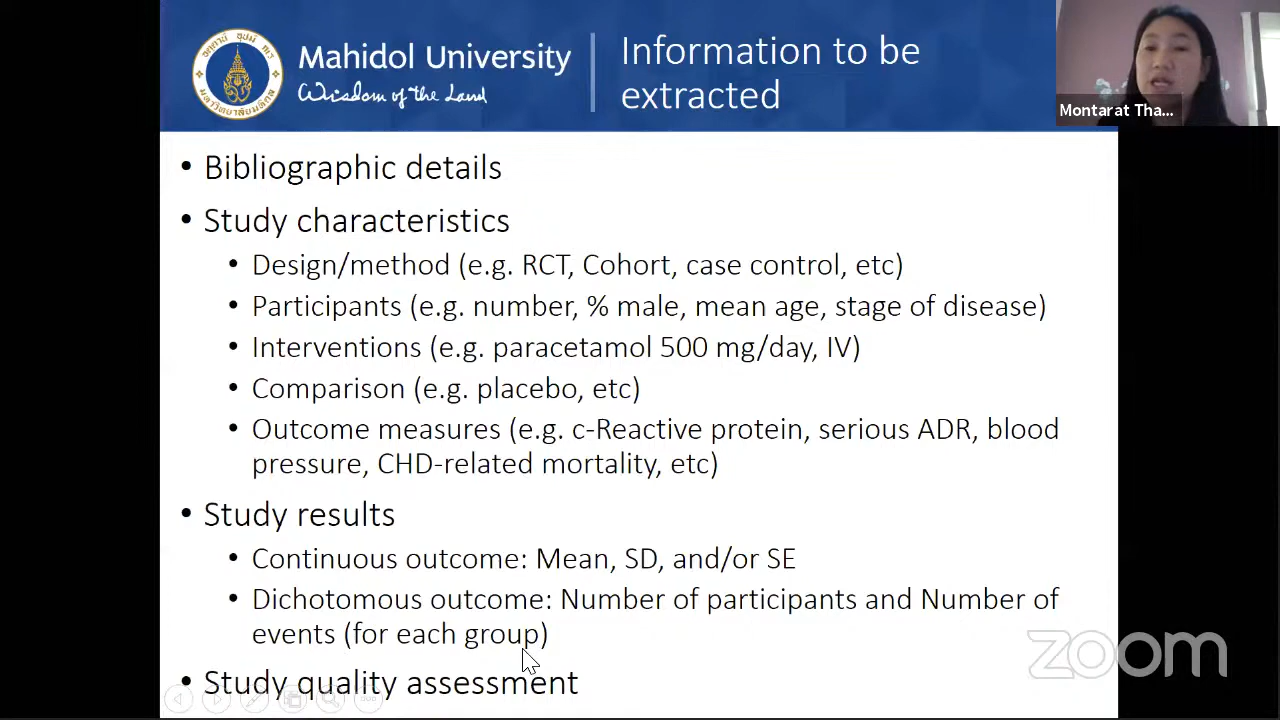 Mahidol University
Wisdom of the Land
Information to be
extracted
Montarat Tha...
• Bibliographic details
• Study characteristics
• Design/method (e.g. RCT, Cohort, case control, etc)
• Participants (e.g. number, % male, mean age, stage of disease)
• Interventions (e.g. paracetamol 500 mg/day, IV)
• Comparison (e.g. placebo, etc)
• Outcome measures (e.g. c-Reactive protein, serious ADR, blood
pressure, CHD-related mortality, etc)
• Study results
• Continuous outcome: Mean, SD, and/or SE
• Dichotomous outcome: Number of participants and Number of
events (for each group)
• Study quality assessment
zoom